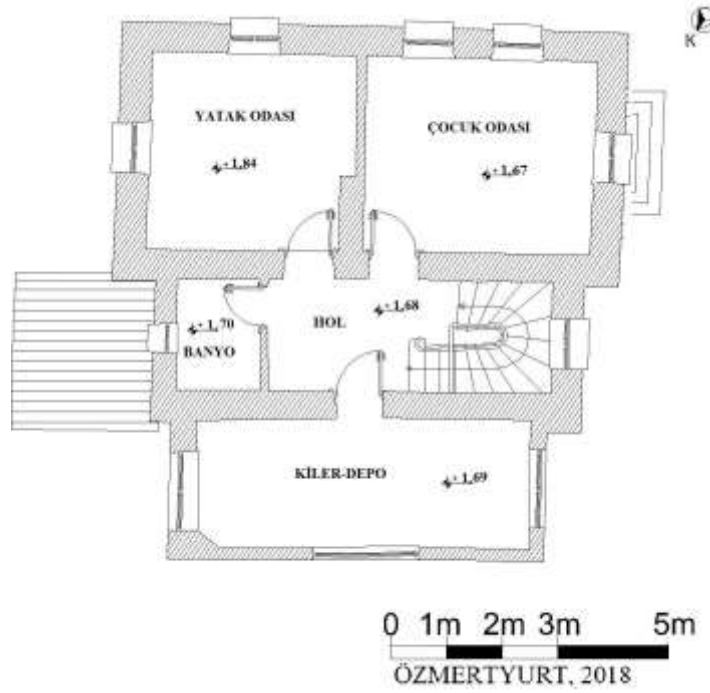 K
YATAK ODASI
+1,84
ÇOCUK ODASI
+1,67
+1,70
BANYO
HOL
+1,68
KİLER-DEPO
+1,69
0 1m 2m 3m 5m
ÖZMERTYURT, 2018